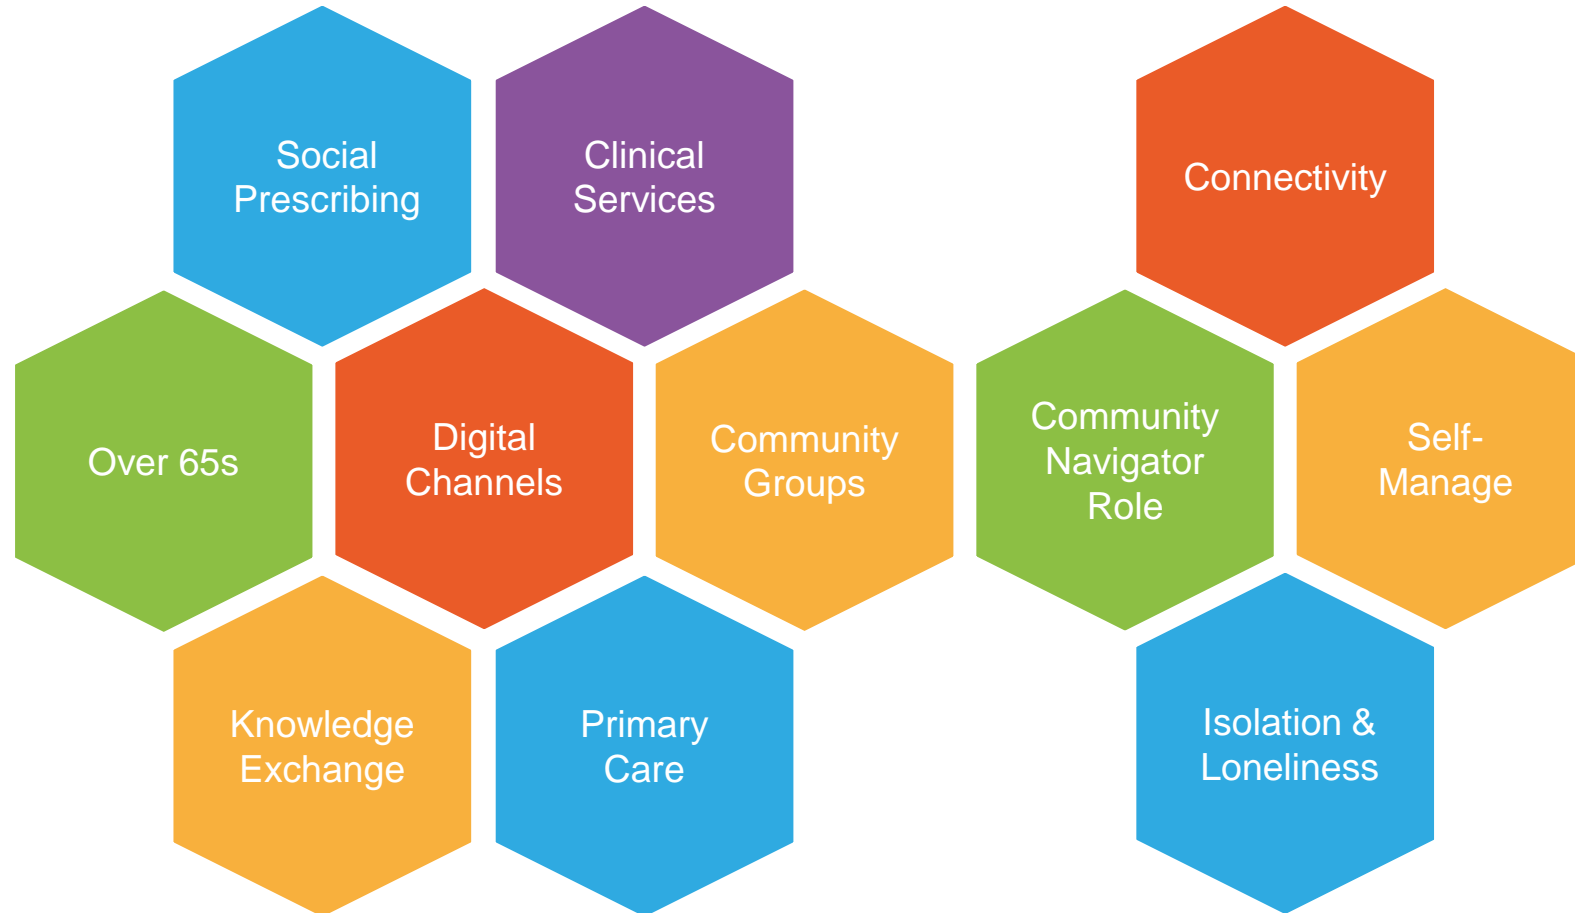 Social
Prescribing
Clinical
Services
Connectivity
Over 65s
Digital
Channels
Community
Groups
Community
Navigator
Role
Self-
Manage
Knowledge
Exchange
Primary
Care
Isolation &
Loneliness